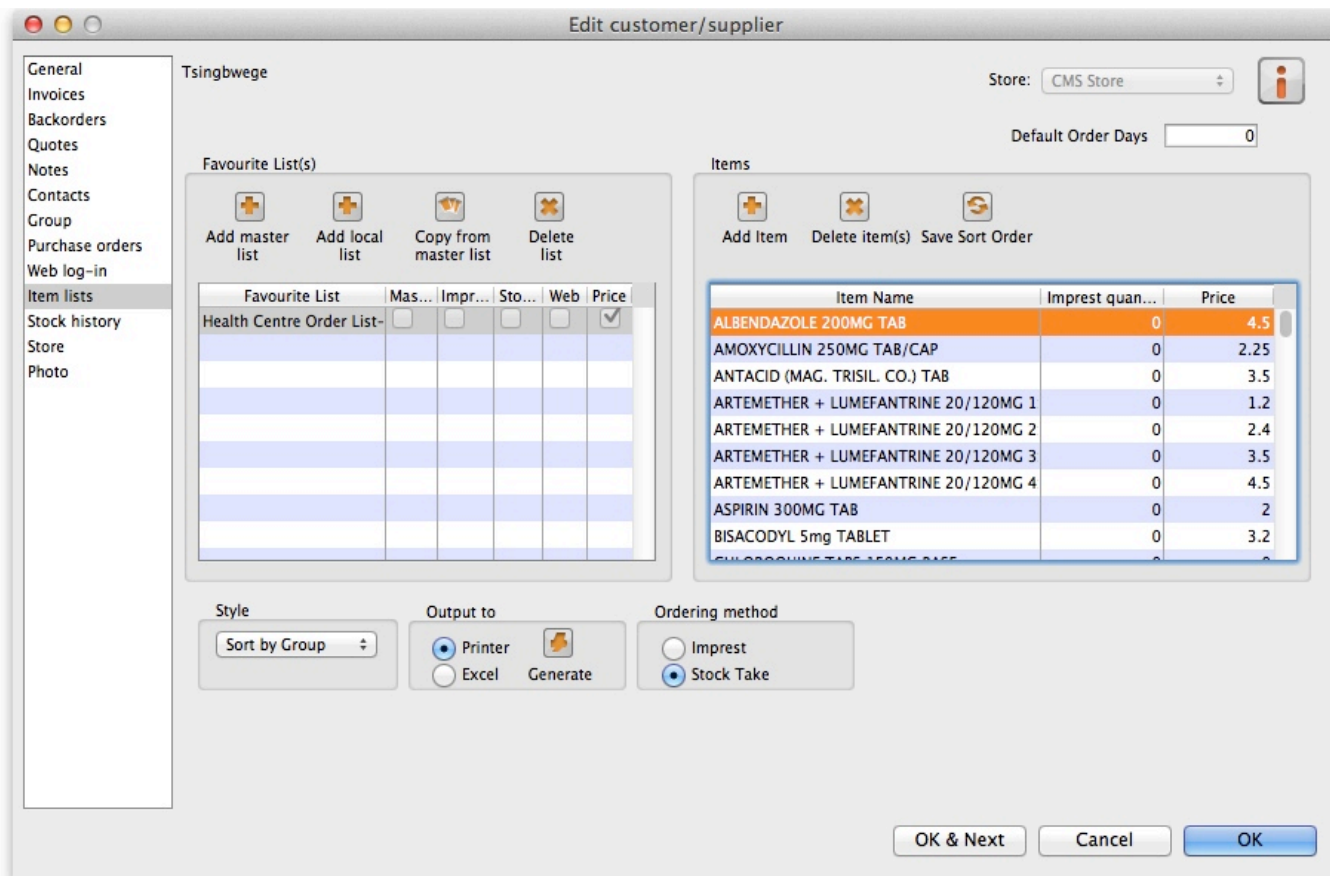 Edit customer/supplier
General
Invoices
Backorders
Quotes
Notes
Contacts
Group
Purchase orders
Web log-in
Item lists
Stock history
Store
Photo
Tsingbwege
Store: CMS Store
Default Order Days 0
Favourite List(s)
Add master list
Add local list
Copy from master list
Delete list
Favourite List Mas... Impr... Sto... Web Price
Health Centre Order List-
Items
Add Item Delete item(s) Save Sort Order
Item Name Imprest quan... Price
ALBENDAZOLE 200MG TAB 0 4.5
AMOXYCILLIN 250MG TAB/CAP 0 2.25
ANTACID (MAG. TRISIL. CO.) TAB 0 3.5
ARTEMETHER + LUMEFANTRINE 20/120MG 1 0 1.2
ARTEMETHER + LUMEFANTRINE 20/120MG 2 0 2.4
ARTEMETHER + LUMEFANTRINE 20/120MG 3 0 3.5
ARTEMETHER + LUMEFANTRINE 20/120MG 4 0 4.5
ASPIRIN 300MG TAB 0 2
BISACODYL 5mg TABLET 0 3.2
Style
Sort by Group
Output to
Printer
Excel
Generate
Ordering method
Imprest
Stock Take
OK & Next Cancel OK